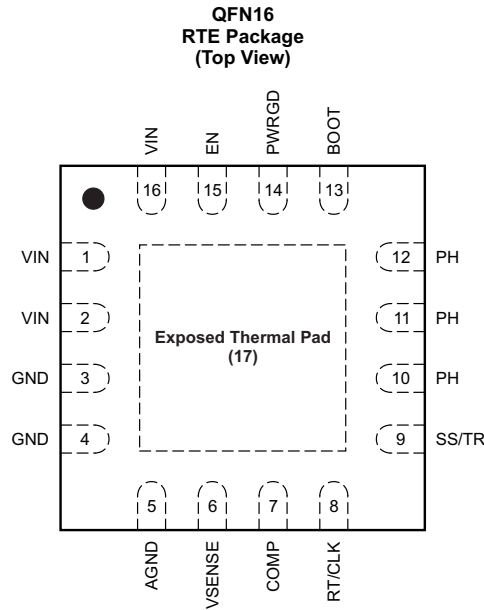 QFN16
RTE Package
(Top View)
VIN
EN
PWRGD
BOOT
16
15
14
13
VIN
1
12
PH
VIN
2
11
PH
Exposed Thermal Pad
(17)
GND
3
10
PH
GND
4
9
SS/TR
5
6
7
8
AGND
VSENSE
COMP
RT/CLK